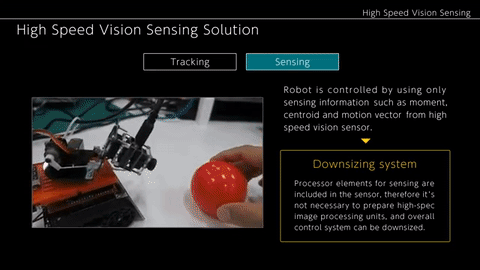 High Speed Vision Sensing
High Speed Vision Sensing Solution
Tracking
Sensing
Robot is controlled by using only
sensing information such as moment,
centroid and motion vector from high
speed vision sensor.
Downsizing system
Processor elements for sensing are
included in the sensor, therefore it's
not necessary to prepare high-spec
image processing units, and overall
control system can be downsized.